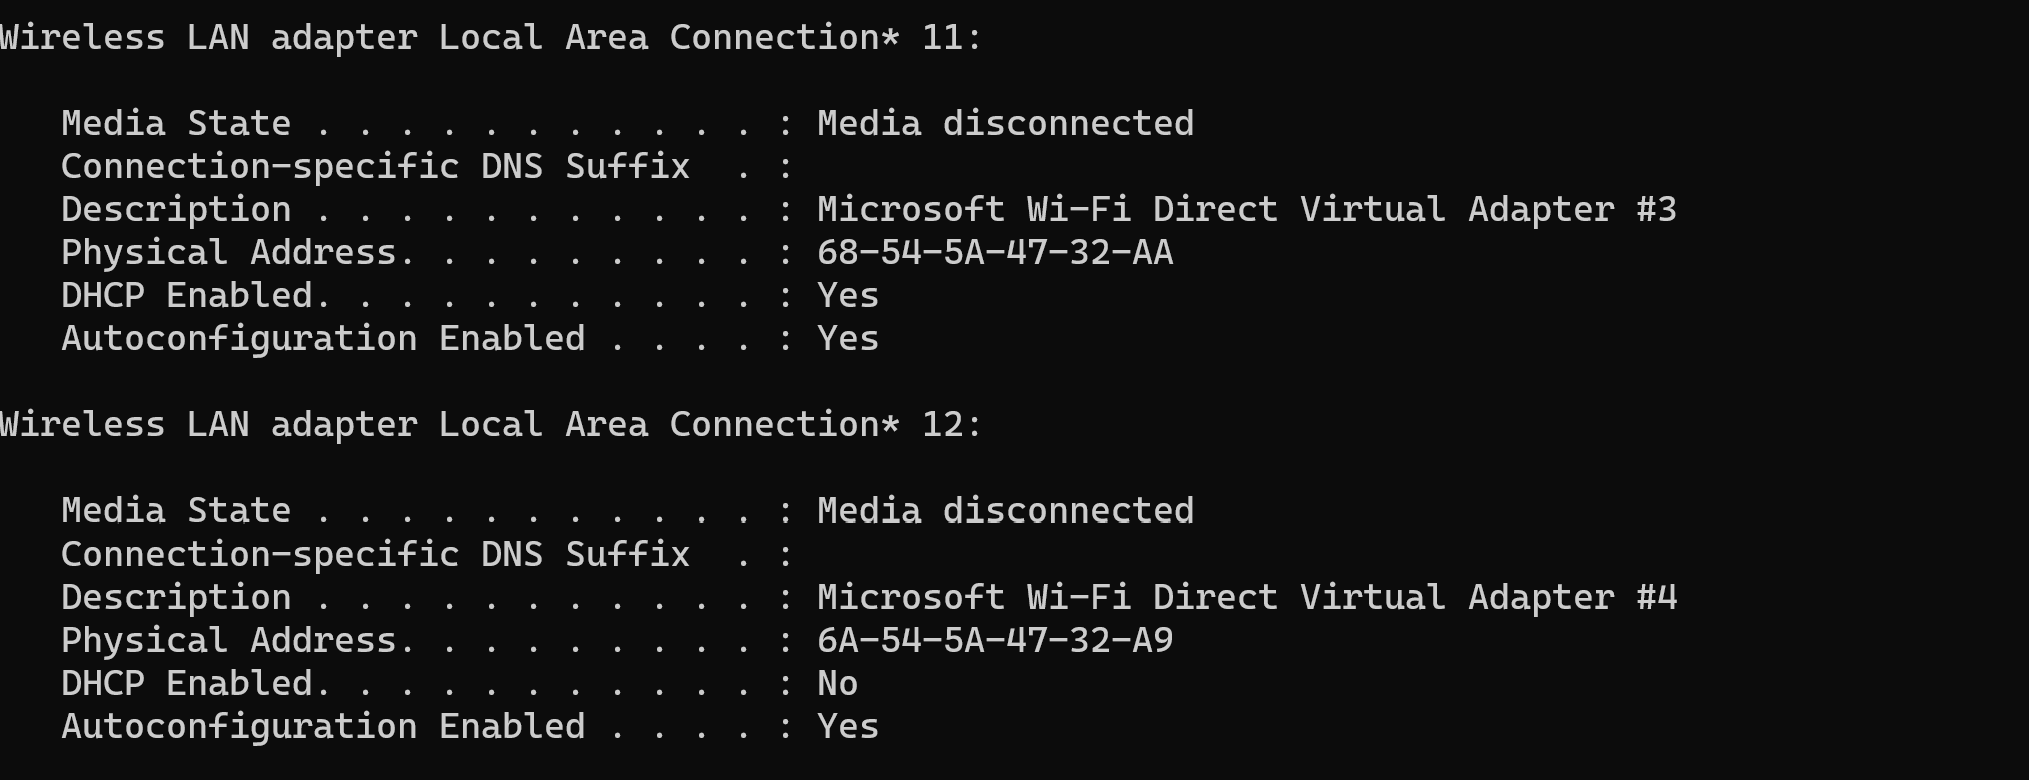 Wireless LAN adapter Local Area Connection* 11:
Media State . . . . . . . . . . . : Media disconnected
Connection-specific DNS Suffix  . :
Description . . . . . . . . . . . : Microsoft Wi-Fi Direct Virtual Adapter #3
Physical Address. . . . . . . . . : 68-54-5A-47-32-AA
DHCP Enabled. . . . . . . . . . . : Yes
Autoconfiguration Enabled . . . . : Yes
Wireless LAN adapter Local Area Connection* 12:
Media State . . . . . . . . . . . : Media disconnected
Connection-specific DNS Suffix  . :
Description . . . . . . . . . . . : Microsoft Wi-Fi Direct Virtual Adapter #4
Physical Address. . . . . . . . . : 6A-54-5A-47-32-A9
DHCP Enabled. . . . . . . . . . . : No
Autoconfiguration Enabled . . . . : Yes